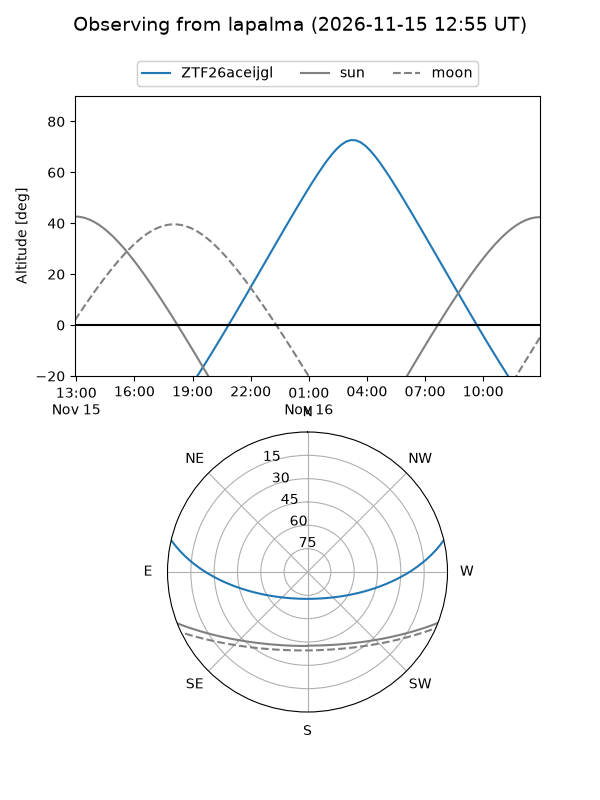 Observing from lapalma (2026-11-15 12:55 UT)
ZTF26aceijgl sun moon
80
60
40
20
0
−20
Altitude [deg]
13:00 16:00 19:00 22:00 01:00 04:00 07:00 10:00
Nov 15 Nov 16
N
NE NW
15
30
45
60
75
E W
SE SW
S